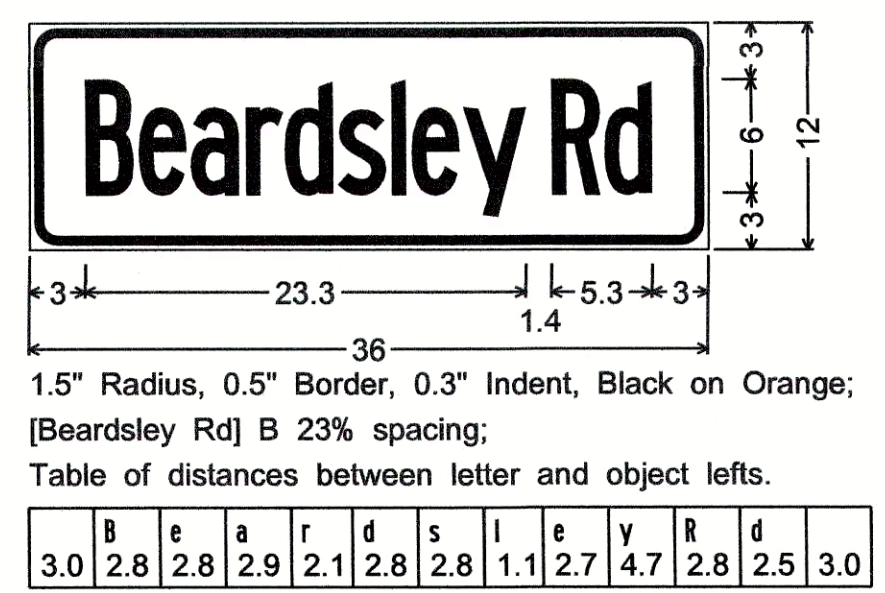 Beardsley Rd
3
6
12
3
3
23.3
5.3
3
1.4
36
1.5" Radius, 0.5" Border, 0.3" Indent, Black on Orange;
[Beardsley Rd] B 23% spacing;
Table of distances between letter and object lefts.
B e a r d s l e y R d
3.0 2.8 2.8 2.9 2.1 2.8 2.8 1.1 2.7 4.7 2.8 2.5 3.0